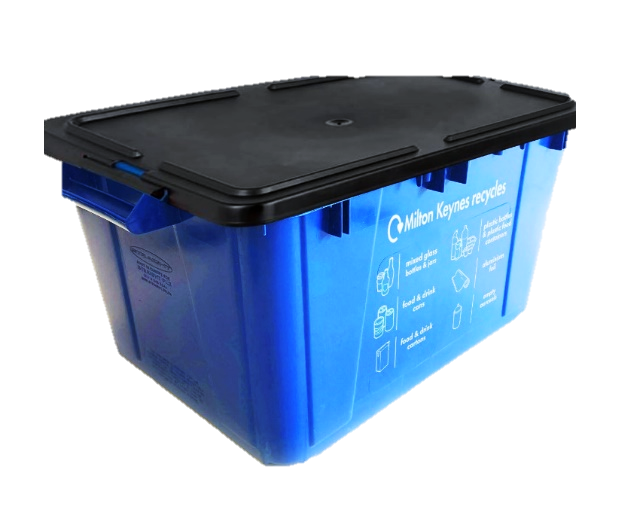 Milton Keynes recycles
mixed glass
bottles & jars
food & drink
cans
food & drink
cartons
plastic bottles
& plastic food
containers
aluminium
foil
empty
aerosols